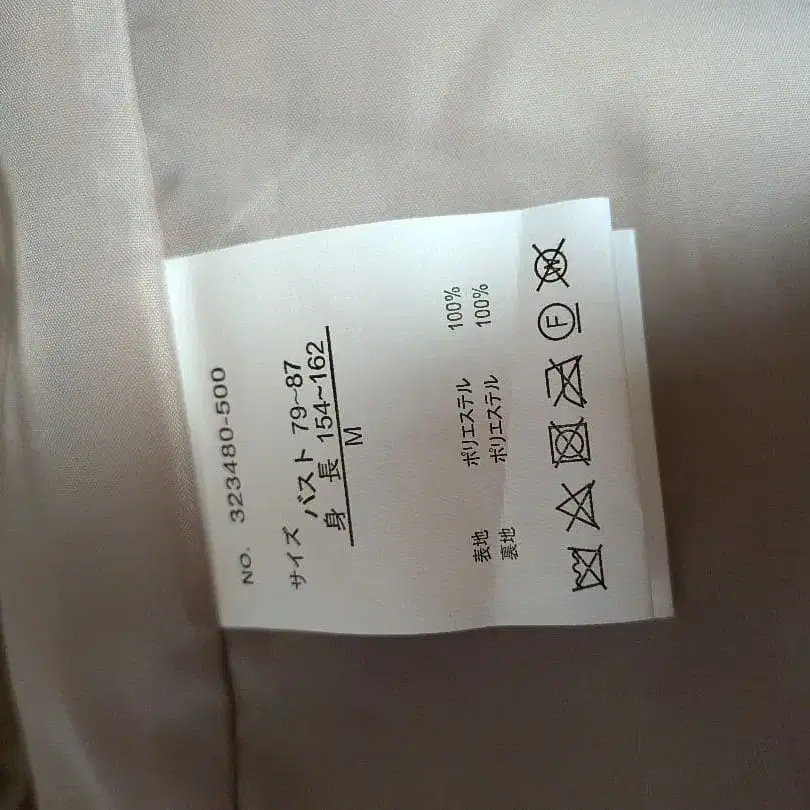 NO. 323480-500
サイズ
バスト 79~87
身 長 154~162
M
表地 ポリエステル 100%
裏地 ポリエステル 100%
F
W